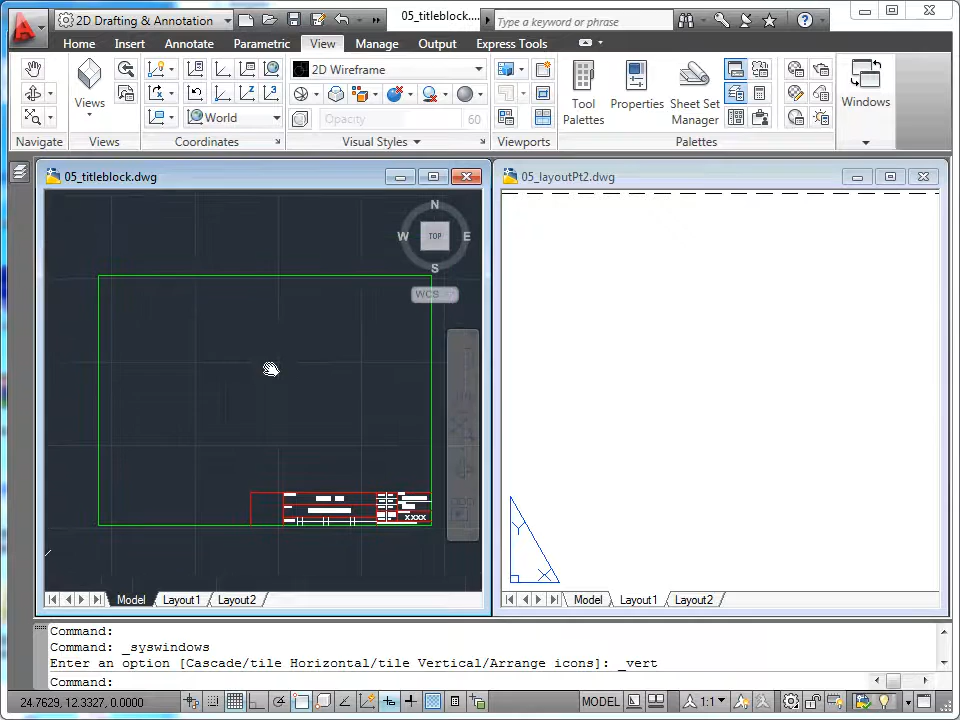 2D Drafting & Annotation
05_titleblock....
Type a keyword or phrase
Home Insert Annotate Parametric View Manage Output Express Tools
2D Wireframe
Views
World
Opacity 60
Tool Palettes
Properties
Sheet Set Manager
Windows
Navigate Views Coordinates Visual Styles Viewports Palettes
05_titleblock.dwg
05_layoutPt2.dwg
N
W TOP E
S
WCS
XXXX
Y
X
Model Layout1 Layout2
Model Layout1 Layout2
Command:
Command: _syswindows
Enter an option [Cascade/tile Horizontal/tile Vertical/Arrange icons]: _vert
Command:
24.7629, 12.3327, 0.0000
MODEL
1:1